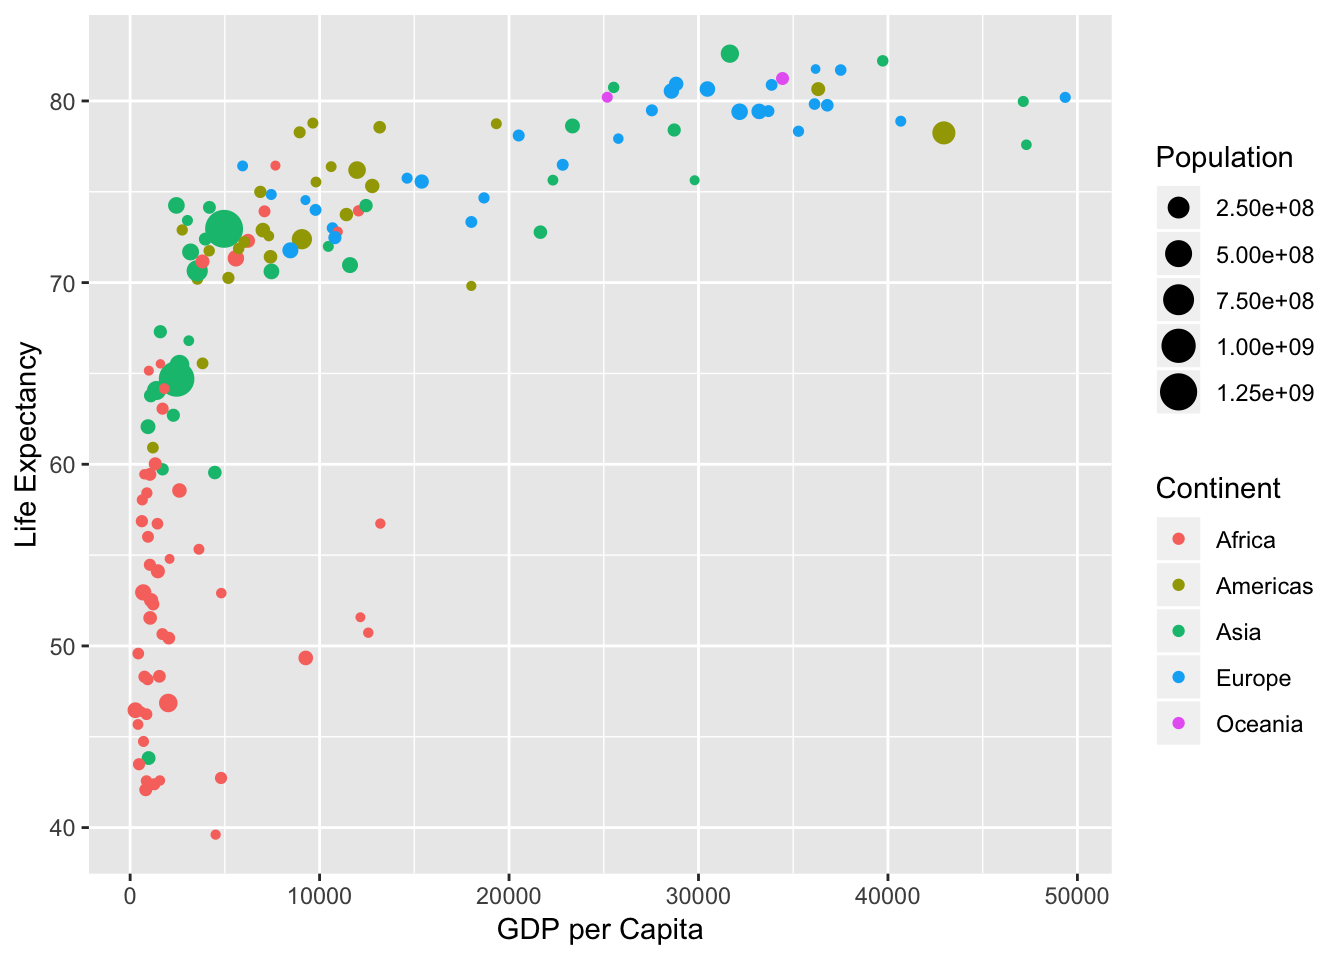 80
70
60
50
40
Life Expectancy
0 10000 20000 30000 40000 50000
GDP per Capita
Population
2.50e+08
5.00e+08
7.50e+08
1.00e+09
1.25e+09
Continent
Africa
Americas
Asia
Europe
Oceania